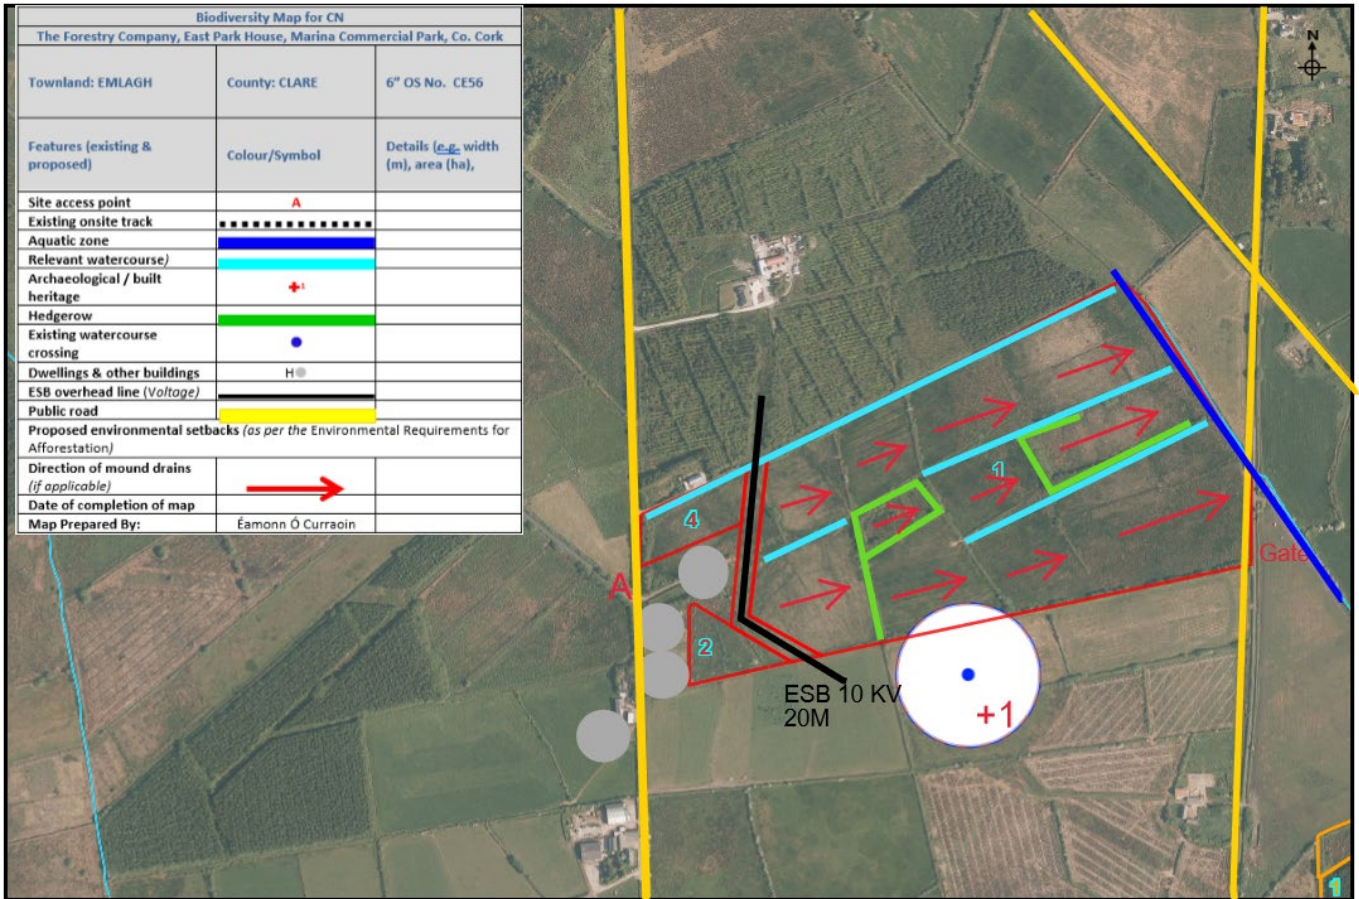 Biodiversity Map for CN
The Forestry Company, East Park House, Marina Commercial Park, Co. Cork
Townland: EMLAGH
County: CLARE
6" OS No. CE56
Features (existing &
proposed)
Colour/Symbol
Details (e.g. width
(m), area (ha),
Site access point
A
Existing onsite track
Aquatic zone
Relevant watercourse)
Archaeological / built
heritage
+1
Hedgerow
Existing watercourse
crossing
Dwellings & other buildings
H
ESB overhead line (Voltage)
Public road
Proposed environmental setbacks (as per the Environmental Requirements for
Afforestation)
Direction of mound drains
(if applicable)
Date of completion of map
Map Prepared By:
Éamonn Ó Curraoin
N
1
4
Gate
A
2
ESB 10 KV
20M
+1
1